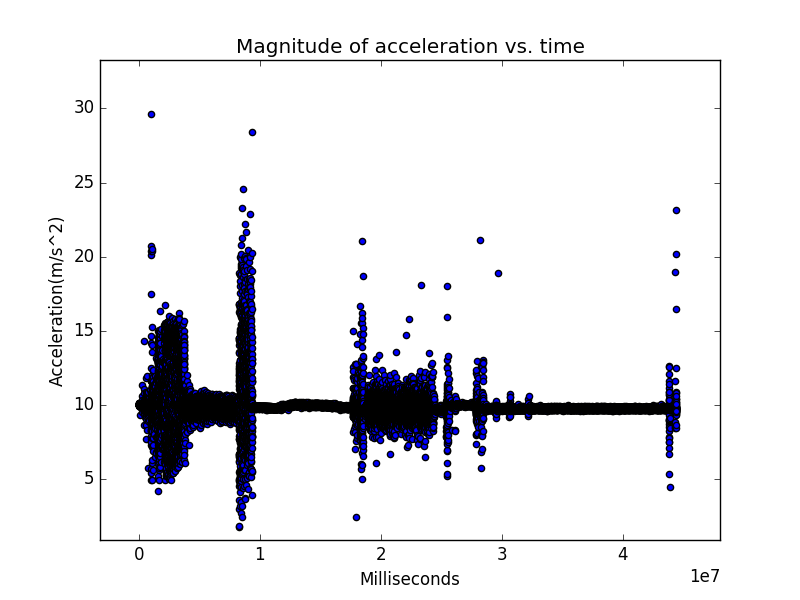 Magnitude of acceleration vs. time
Acceleration(m/s^2)
30
25
20
15
10
5
0
1
2
3
4
1e7
Milliseconds